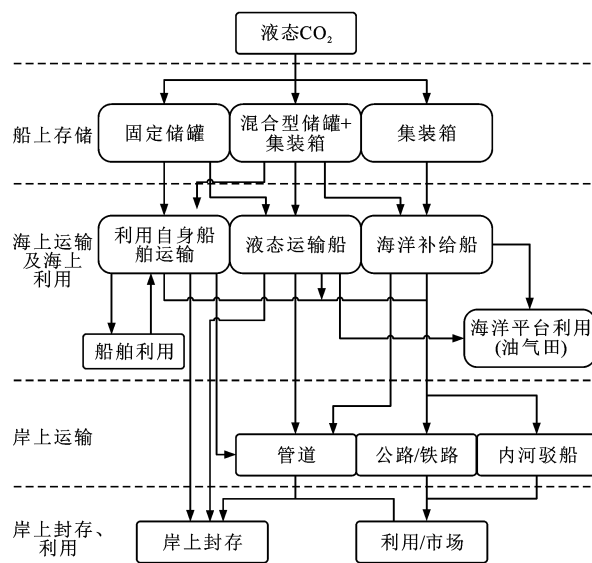 液态CO₂
船上存储
固定储罐
混合型储罐+
集装箱
集装箱
海上运输
及海上
利用
利用自身船
舶运输
液态运输船
海洋补给船
船舶利用
海洋平台利用
(油气田)
岸上运输
管道
公路/铁路
内河驳船
岸上封存、
利用
岸上封存
利用/市场